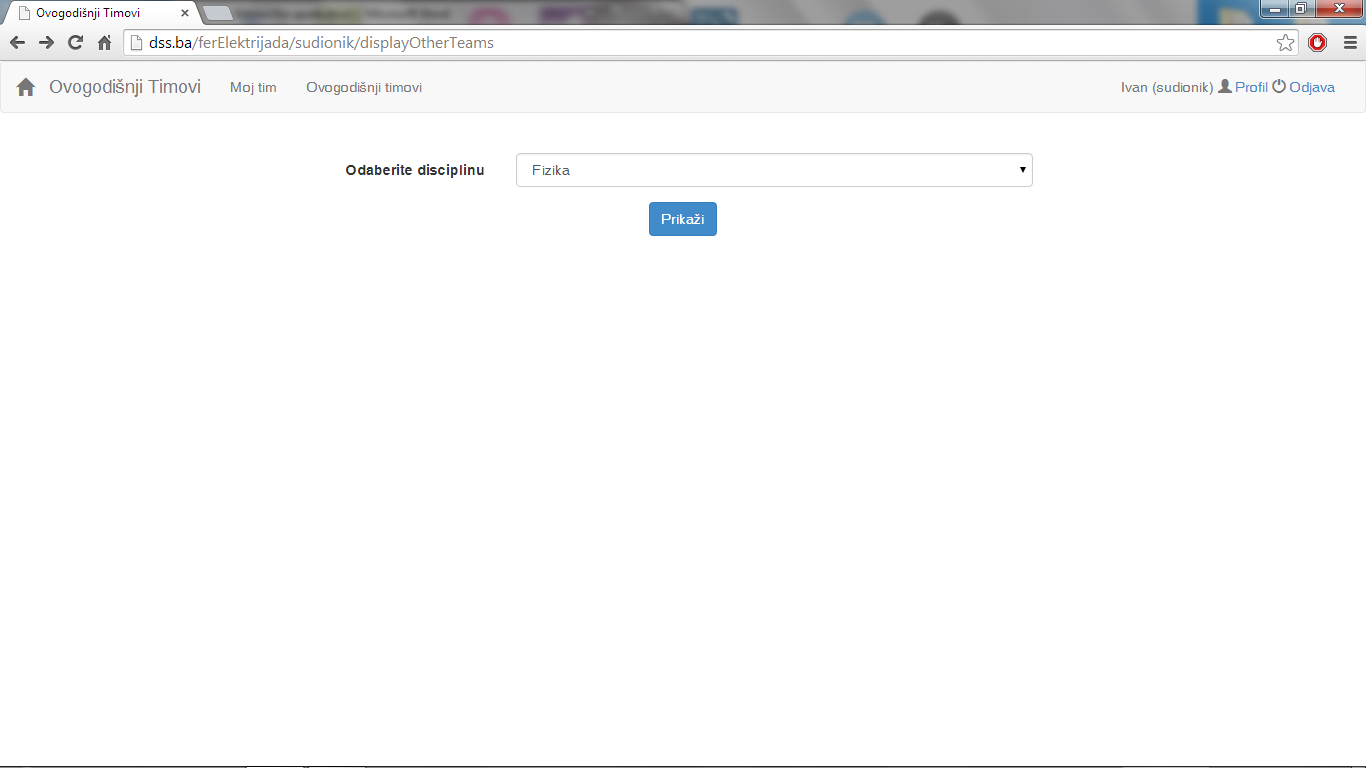 Ovogodišnji Timovi
dss.ba/ferElektrijada/sudionik/displayOtherTeams
Ovogodišnji Timovi Moj tim Ovogodišnji timovi Ivan (sudionik) Profil Odjava
Odaberite disciplinu Fizika
Prikaži